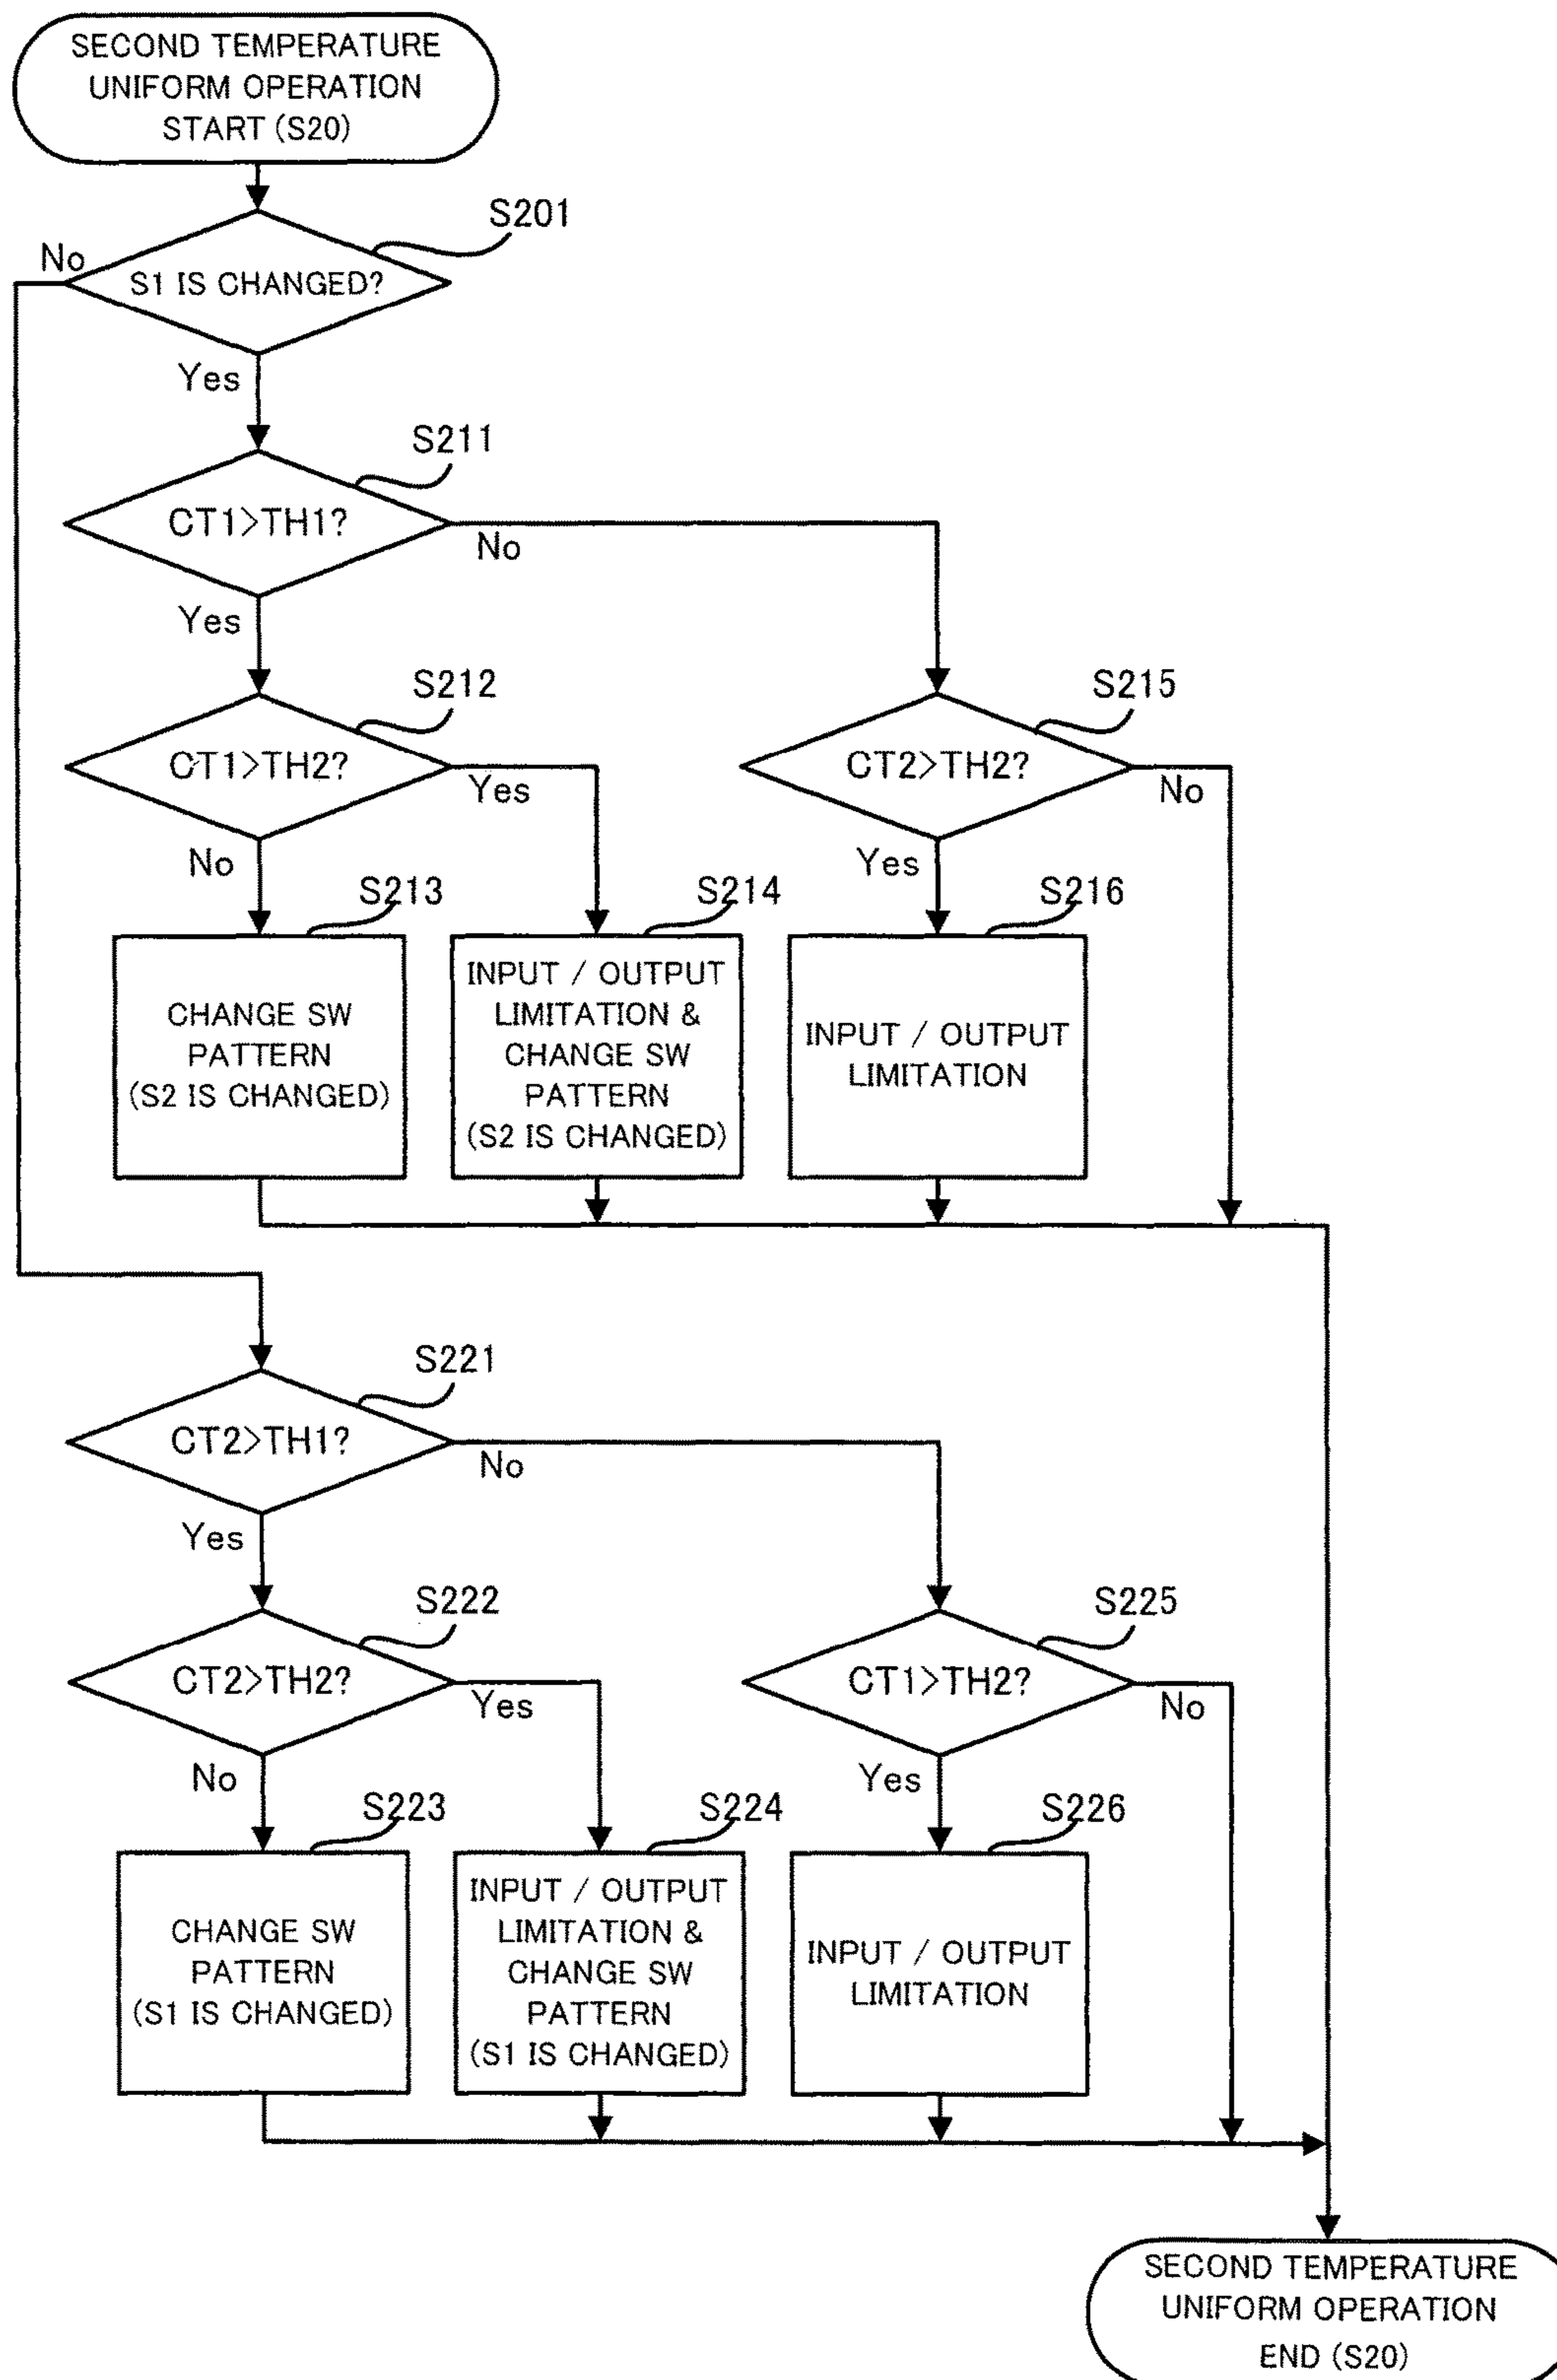 SECOND TEMPERATURE
UNIFORM OPERATION
START (S20)
S201
No
S1 IS CHANGED?
Yes
S211
CT1>TH1?
No
Yes
S212
S215
CT1>TH2?
Yes
CT2>TH2?
No
No
Yes
S213
S214
S216
CHANGE SW
PATTERN
(S2 IS CHANGED)
INPUT / OUTPUT
LIMITATION &
CHANGE SW
PATTERN
(S2 IS CHANGED)
INPUT / OUTPUT
LIMITATION
S221
CT2>TH1?
No
Yes
S222
S225
CT2>TH2?
Yes
CT1>TH2?
No
No
Yes
S223
S224
S226
CHANGE SW
PATTERN
(S1 IS CHANGED)
INPUT / OUTPUT
LIMITATION &
CHANGE SW
PATTERN
(S1 IS CHANGED)
INPUT / OUTPUT
LIMITATION
SECOND TEMPERATURE
UNIFORM OPERATION
END (S20)